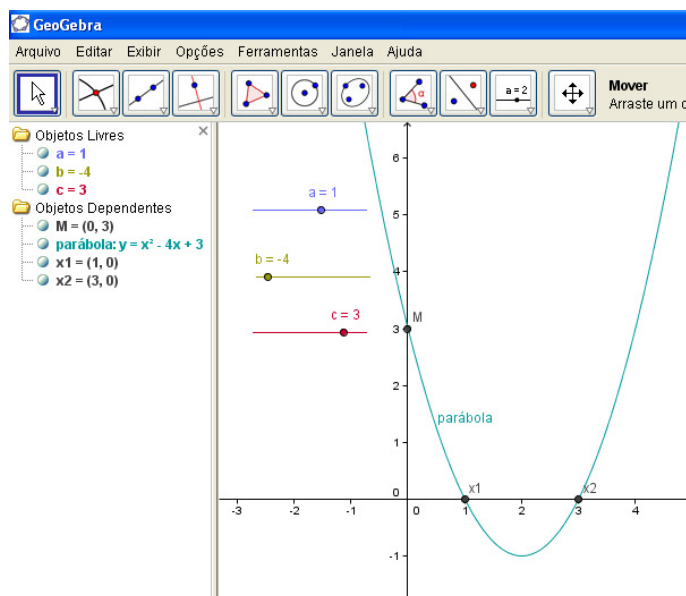 GeoGebra
Arquivo Editar Exibir Opções Ferramentas Janela Ajuda
α
a = 2
Mover
Arraste um o
Objetos Livres
a = 1
b = -4
c = 3
Objetos Dependentes
M = (0, 3)
parábola: y = x² - 4x + 3
x1 = (1, 0)
x2 = (3, 0)
6
a = 1
5
b = -4
4
c = 3
M
3
2
parábola
1
0
x1
x2
-3 -2 -1 0 1 2 3 4
-1